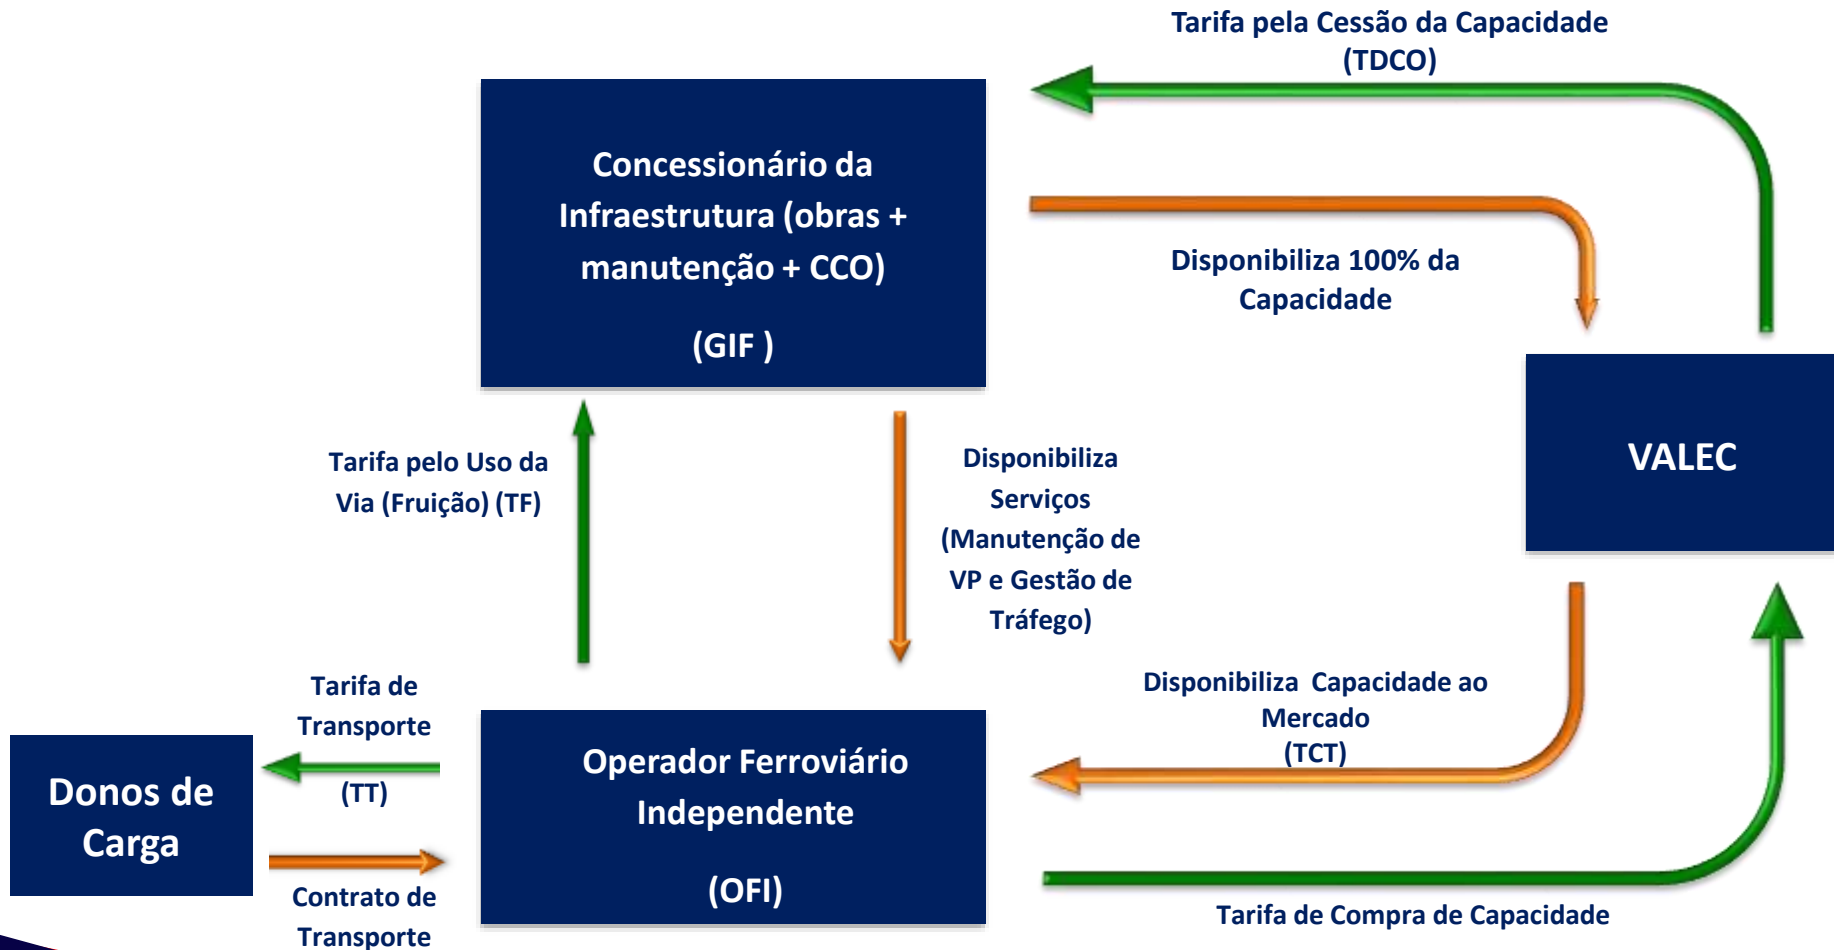 Tarifa pela Cessão da Capacidade
(TDCO)
Concessionário da
Infraestrutura (obras +
manutenção + CCO)
(GIF )
Disponibiliza 100% da
Capacidade
VALEC
Tarifa pelo Uso da
Via (Fruição) (TF)
Disponibiliza
Serviços
(Manutenção de
VP e Gestão de
Tráfego)
Disponibiliza  Capacidade ao
Mercado
(TCT)
Tarifa de
Transporte
(TT)
Donos de
Carga
Contrato de
Transporte
Operador Ferroviário
Independente
(OFI)
Tarifa de Compra de Capacidade